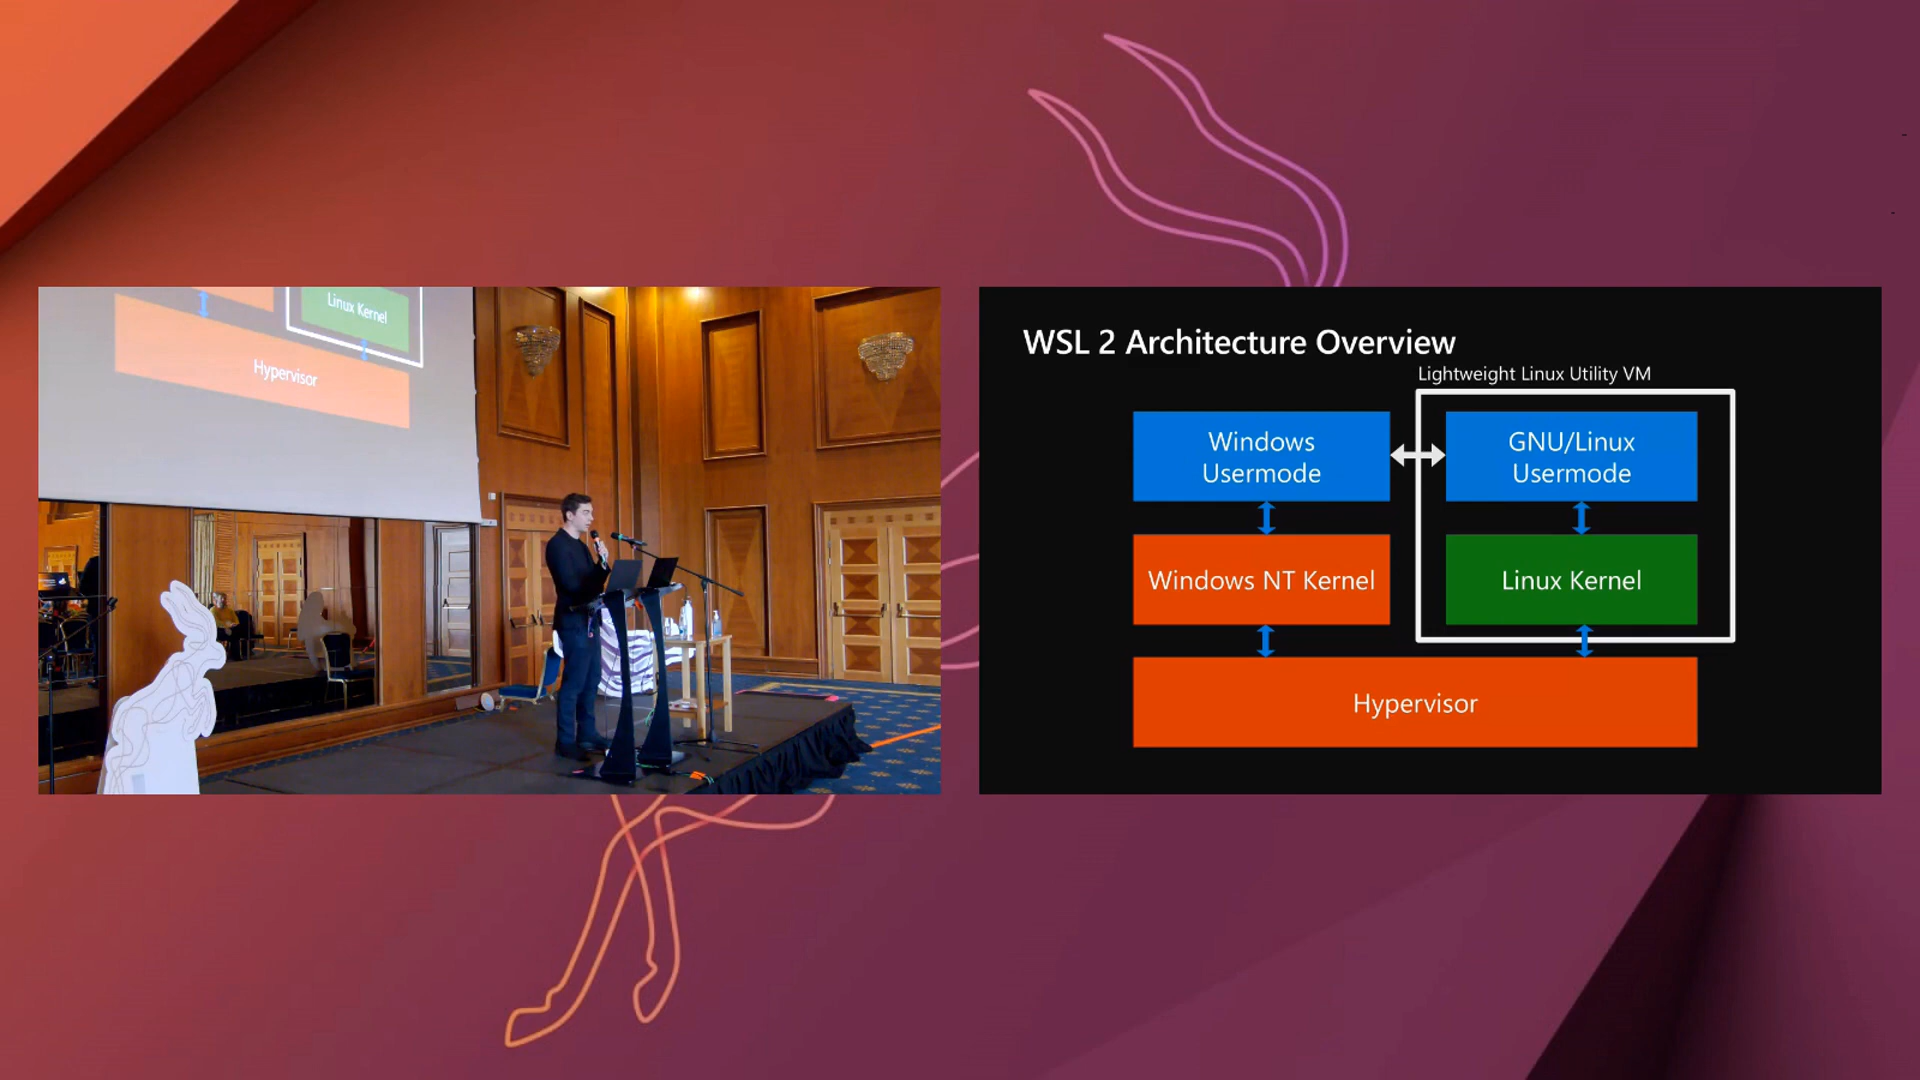 Linux Kernel
Hypervisor
WSL 2 Architecture Overview
Lightweight Linux Utility VM
Windows
Usermode
GNU/Linux
Usermode
Windows NT Kernel
Linux Kernel
Hypervisor